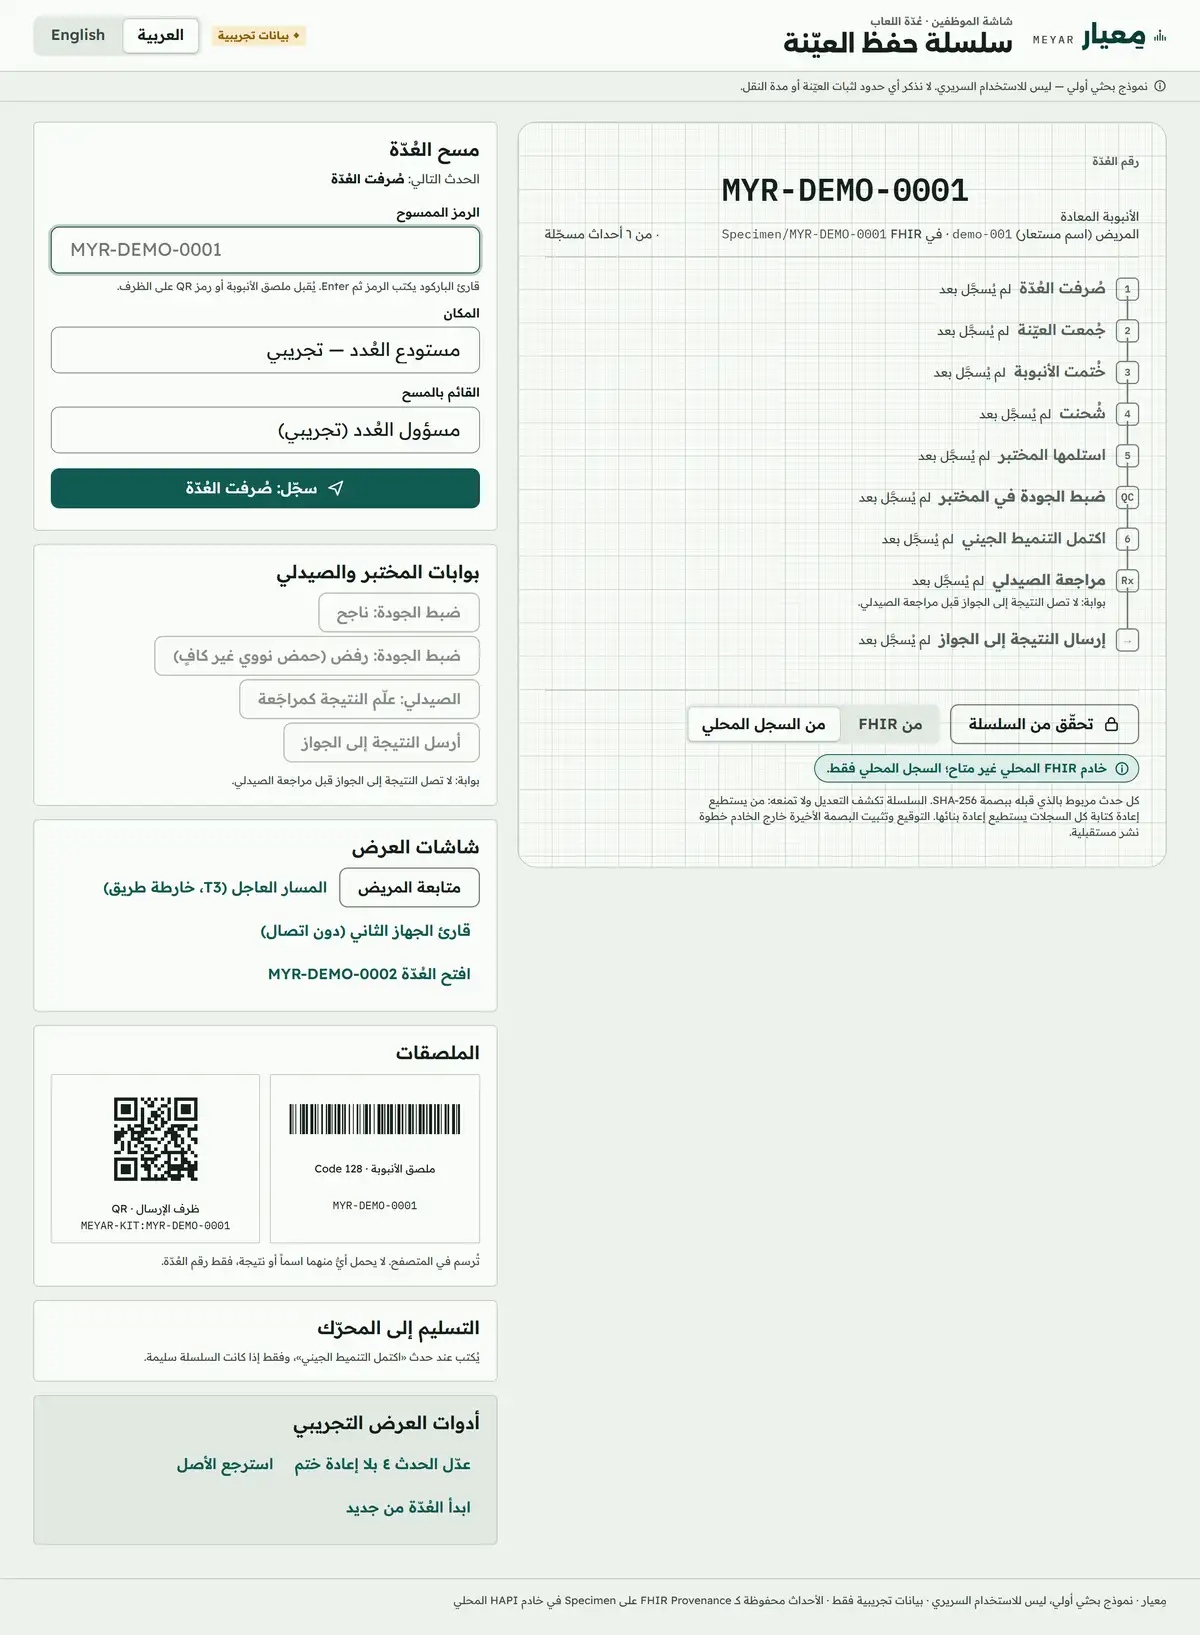 مِعيار MEYAR
شاشة الموظفين · عُدّة اللعاب
سلسلة حفظ العيّنة
بيانات تجريبية
العربية
English
نموذج بحثي أولي — ليس للاستخدام السريري. لا نذكر أي حدود لثبات العيّنة أو مدة النقل.
رقم العُدّة
MYR-DEMO-0001
الأنبوبة المعادة
المريض (اسم مستعار) demo-001 · في FHIR Specimen/MYR-DEMO-0001
٠ من ٦ أحداث مسجّلة
1 صُرفت العُدّة لم يُسجَّل بعد
2 جُمعت العيّنة لم يُسجَّل بعد
3 خُتمت الأنبوبة لم يُسجَّل بعد
4 شُحنت لم يُسجَّل بعد
5 استلمها المختبر لم يُسجَّل بعد
QC ضبط الجودة في المختبر لم يُسجَّل بعد
6 اكتمل التنميط الجيني لم يُسجَّل بعد
Rx مراجعة الصيدلي لم يُسجَّل بعد
بوابة: لا تصل النتيجة إلى الجواز قبل مراجعة الصيدلي.
→ إرسال النتيجة إلى الجواز لم يُسجَّل بعد
تحقّق من السلسلة
من FHIR
من السجل المحلي
خادم FHIR المحلي غير متاح؛ السجل المحلي فقط.
كل حدث مربوط بالذي قبله ببصمة SHA-256. السلسلة تكشف التعديل ولا تمنعه: من يستطيع
إعادة كتابة كل السجلات يستطيع إعادة بنائها. التوقيع وتثبيت البصمة الأخيرة خارج الخادم خطوة
نشر مستقبلية.
مسح العُدّة
الحدث التالي: صُرفت العُدّة
الرمز الممسوح
MYR-DEMO-0001
قارئ الباركود يكتب الرمز ثم Enter. يُقبل ملصق الأنبوبة أو رمز QR على الظرف.
المكان
مستودع العُدد — تجريبي
القائم بالمسح
مسؤول العُدد (تجريبي)
سجّل: صُرفت العُدّة
بوابات المختبر والصيدلي
ضبط الجودة: ناجح
ضبط الجودة: رفض (حمض نووي غير كافٍ)
الصيدلي: علّم النتيجة كمراجَعة
أرسل النتيجة إلى الجواز
بوابة: لا تصل النتيجة إلى الجواز قبل مراجعة الصيدلي.
شاشات العرض
متابعة المريض
المسار العاجل (T3، خارطة طريق)
قارئ الجهاز الثاني (دون اتصال)
افتح العُدّة MYR-DEMO-0002
الملصقات
ملصق الأنبوبة · Code 128
MYR-DEMO-0001
ظرف الإرسال · QR
MEYAR-KIT:MYR-DEMO-0001
تُرسم في المتصفح. لا يحمل أيٌّ منهما اسماً أو نتيجة، فقط رقم العُدّة.
التسليم إلى المحرّك
يُكتب عند حدث «اكتمل التنميط الجيني»، وفقط إذا كانت السلسلة سليمة.
أدوات العرض التجريبي
عدّل الحدث ٤ بلا إعادة ختم
استرجع الأصل
ابدأ العُدّة من جديد
مِعيار · نموذج بحثي أولي، ليس للاستخدام السريري · بيانات تجريبية فقط · الأحداث محفوظة كـ FHIR Provenance على Specimen في خادم HAPI المحلي